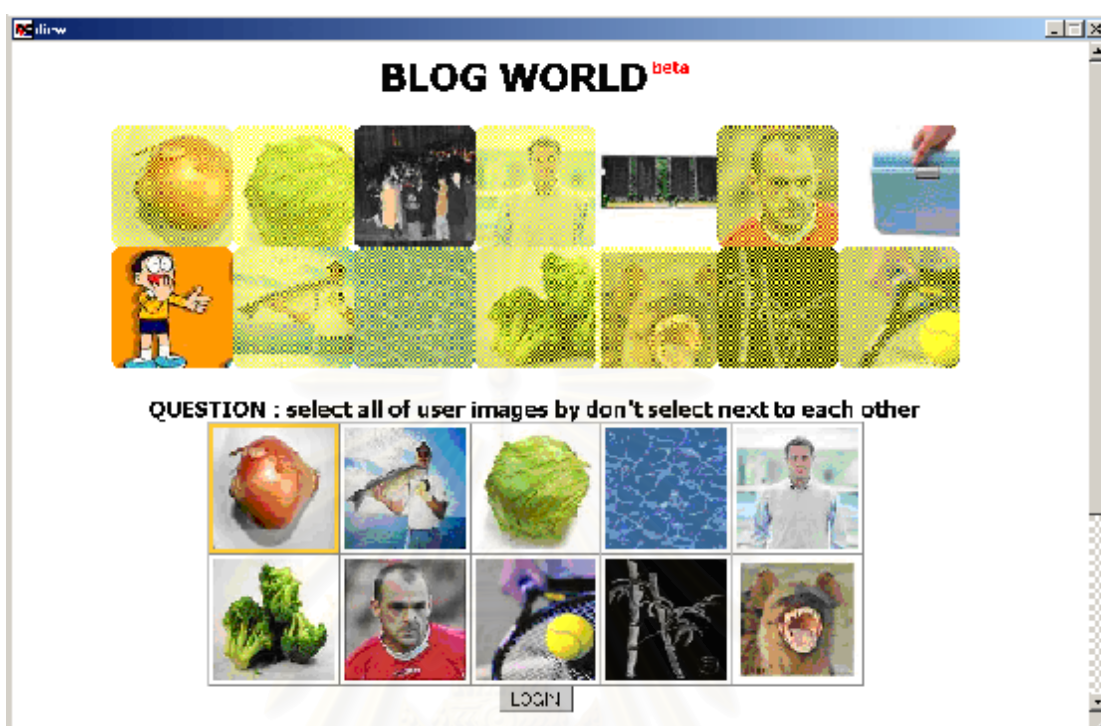 BLOG WORLD beta
QUESTION : select all of user images by don't select next to each other
LOGIN